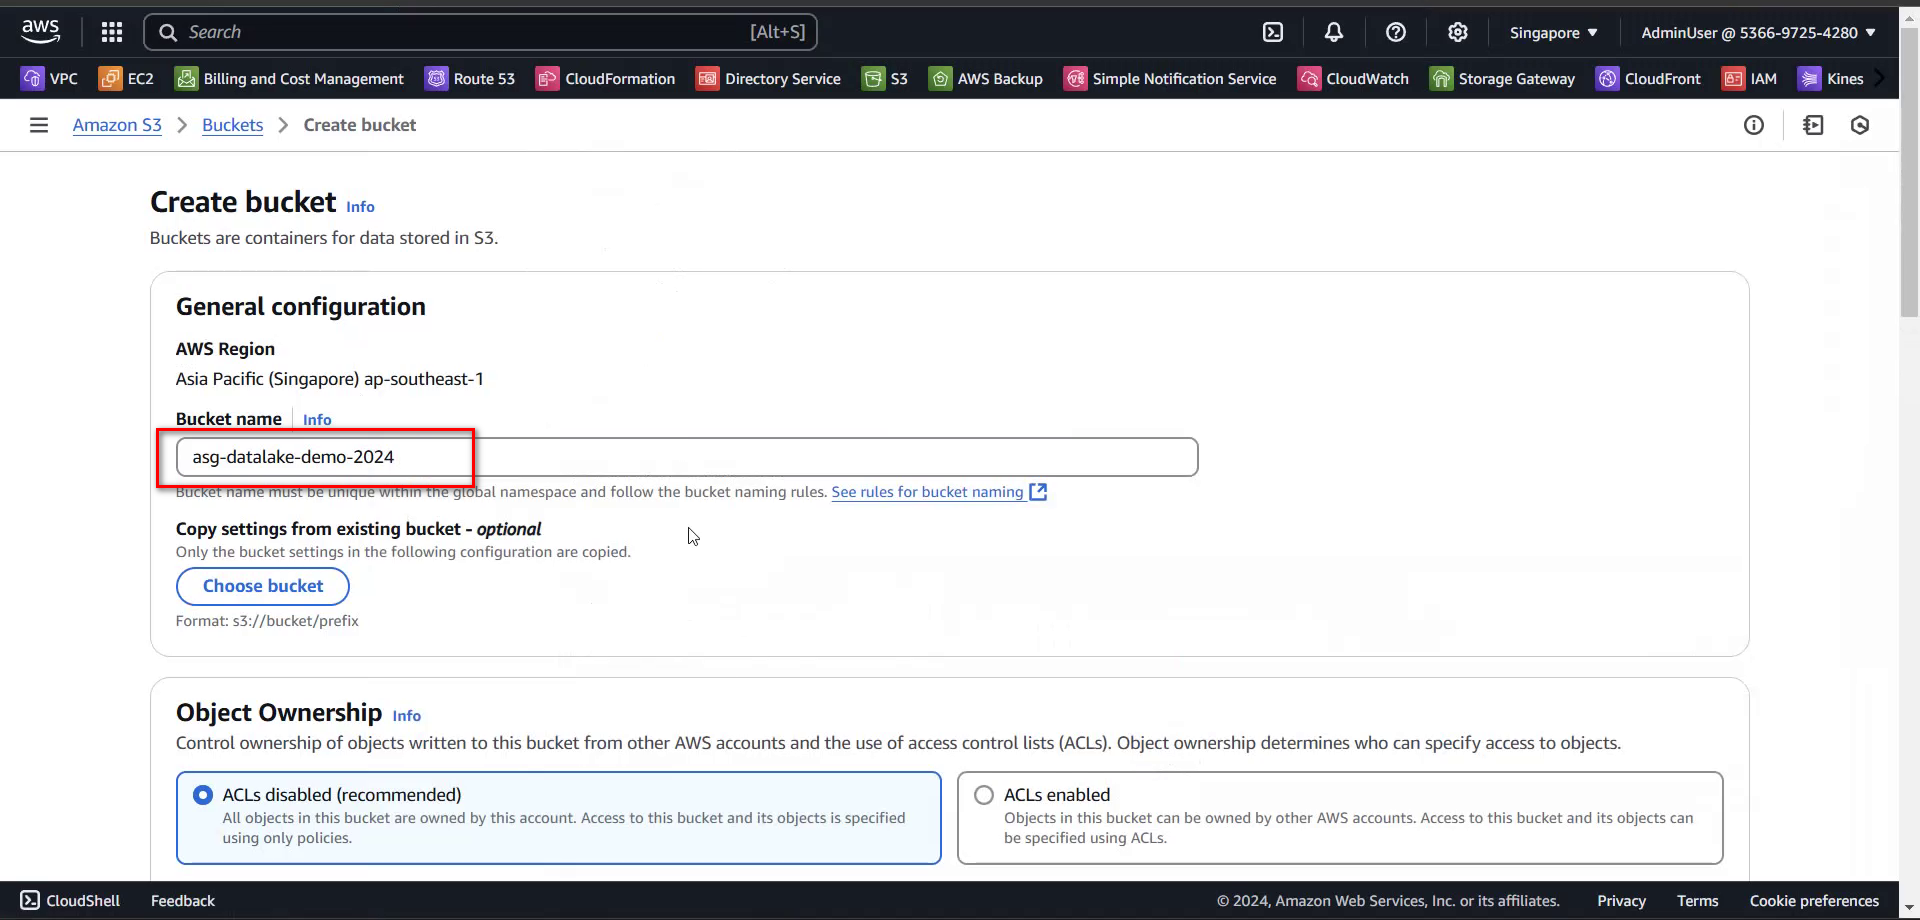 aws
Search [Alt+S] Singapore AdminUser @ 5366-9725-4280
VPC EC2 Billing and Cost Management Route 53 CloudFormation Directory Service S3 AWS Backup Simple Notification Service CloudWatch Storage Gateway CloudFront IAM Kines
Amazon S3 Buckets Create bucket
Create bucket Info
Buckets are containers for data stored in S3.
General configuration
AWS Region
Asia Pacific (Singapore) ap-southeast-1
Bucket name Info
asg-datalake-demo-2024
Bucket name must be unique within the global namespace and follow the bucket naming rules. See rules for bucket naming
Copy settings from existing bucket - optional
Only the bucket settings in the following configuration are copied.
Choose bucket
Format: s3://bucket/prefix
Object Ownership Info
Control ownership of objects written to this bucket from other AWS accounts and the use of access control lists (ACLs). Object ownership determines who can specify access to objects.
ACLs disabled (recommended)
All objects in this bucket are owned by this account. Access to this bucket and its objects is specified
using only policies.
ACLs enabled
Objects in this bucket can be owned by other AWS accounts. Access to this bucket and its objects can
be specified using ACLs.
CloudShell Feedback © 2024, Amazon Web Services, Inc. or its affiliates. Privacy Terms Cookie preferences